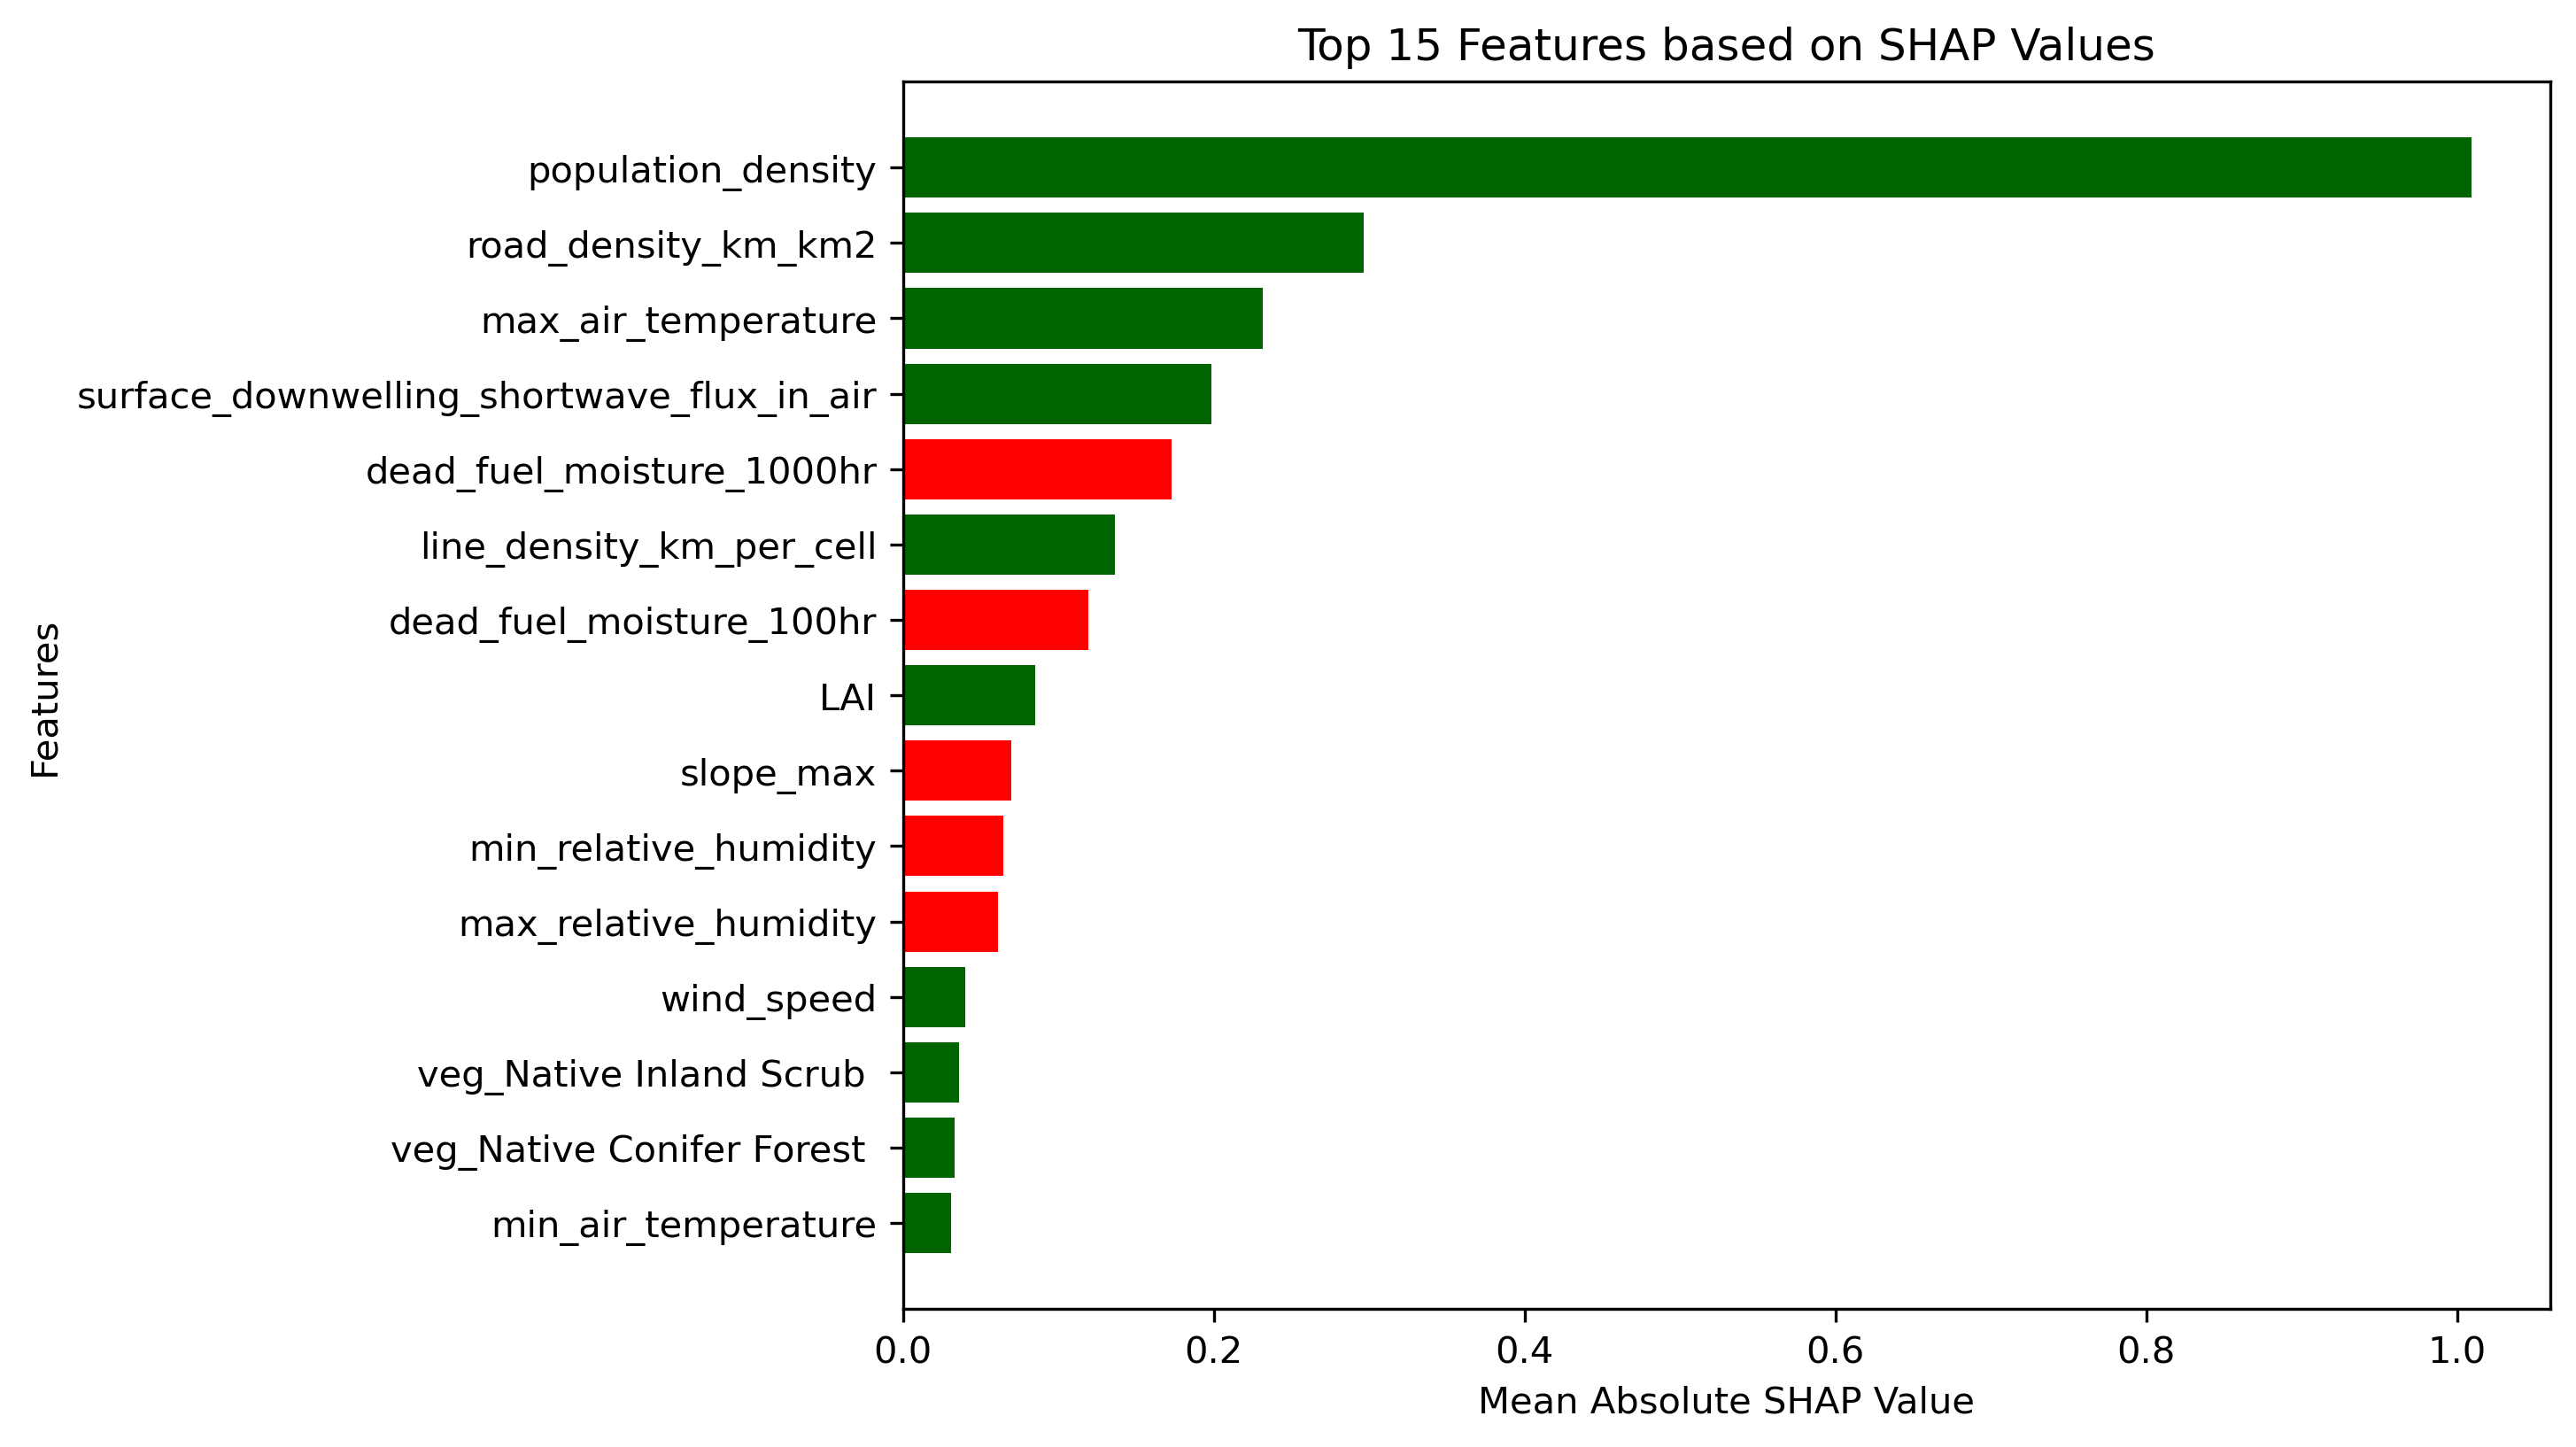 Top 15 Features based on SHAP Values
Features
population_density
road_density_km_km2
max_air_temperature
surface_downwelling_shortwave_flux_in_air
dead_fuel_moisture_1000hr
line_density_km_per_cell
dead_fuel_moisture_100hr
LAI
slope_max
min_relative_humidity
max_relative_humidity
wind_speed
veg_Native Inland Scrub
veg_Native Conifer Forest
min_air_temperature
0.0 0.2 0.4 0.6 0.8 1.0
Mean Absolute SHAP Value